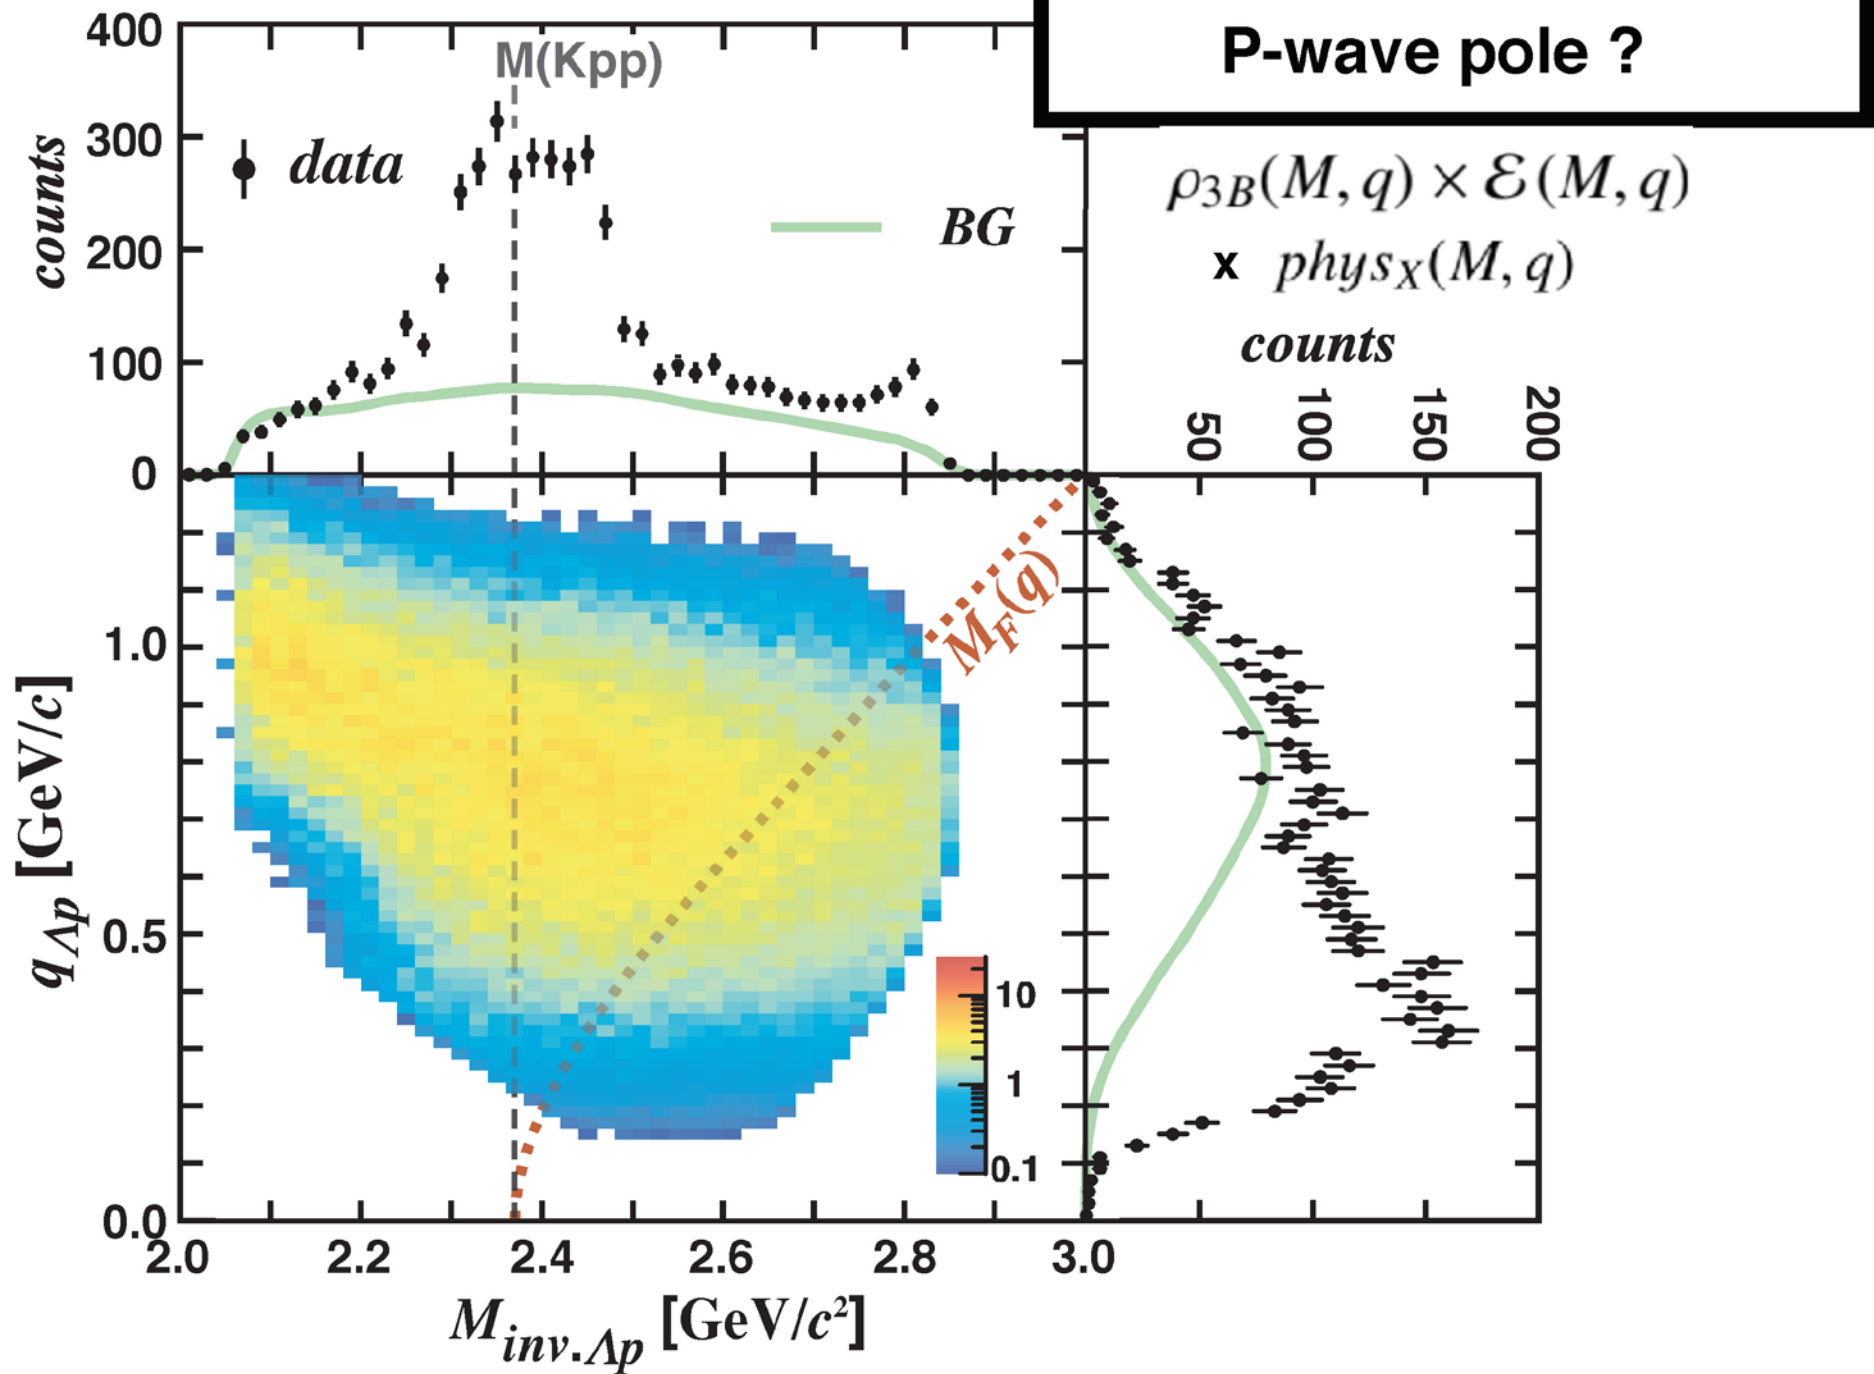 P-wave pole ?
400
M(Kpp)
300
data
ρ3B(M, q) × ℰ(M, q)
counts
200
BG
x physX(M, q)
counts
100
50
100
150
200
0
MF(q)
1.0
qΛp [GeV/c]
0.5
10
1
0.1
0.0
2.0
2.2
2.4
2.6
2.8
3.0
Minv.Λp [GeV/c²]